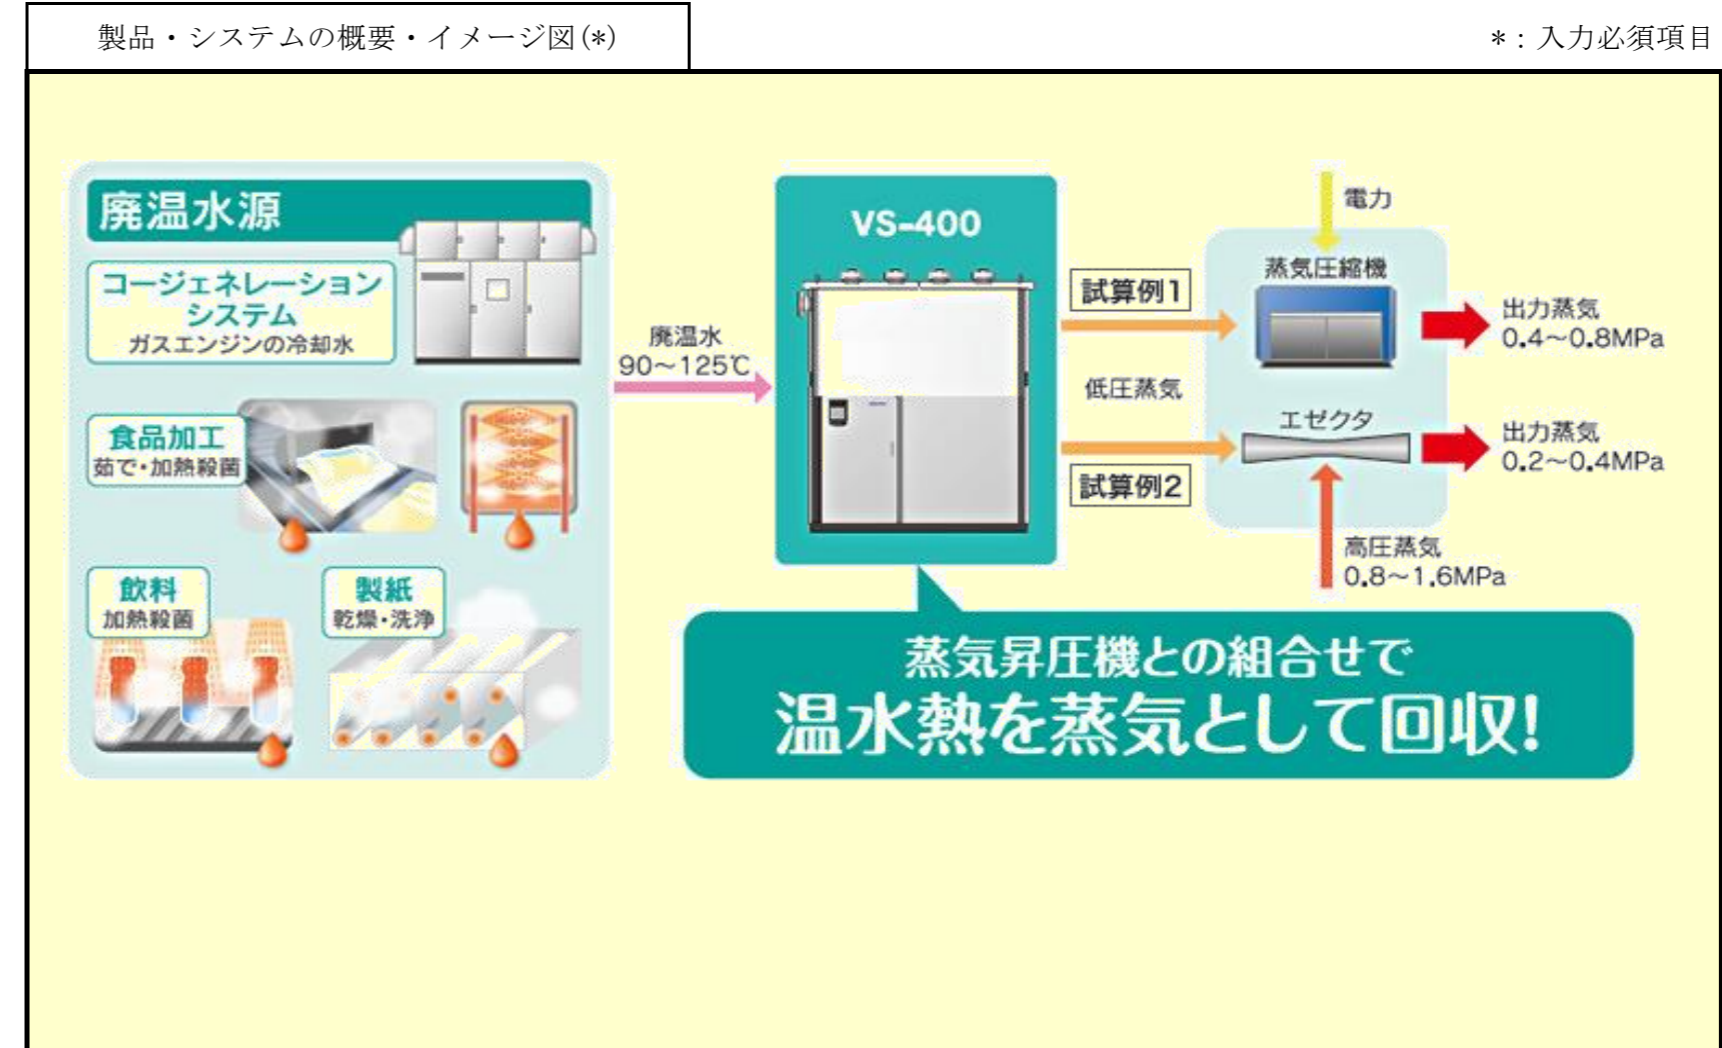 製品・システムの概要・イメージ図(*)
*：入力必須項目
廃温水源
コージェネレーション
システム
ガスエンジンの冷却水
食品加工
茹で・加熱殺菌
飲料
加熱殺菌
製紙
乾燥・洗浄
廃温水
90～125℃
VS-400
試算例1
低圧蒸気
試算例2
電力
蒸気圧縮機
出力蒸気
0.4～0.8MPa
エゼクタ
出力蒸気
0.2～0.4MPa
高圧蒸気
0.8～1.6MPa
蒸気昇圧機との組合せで
温水熱を蒸気として回収!